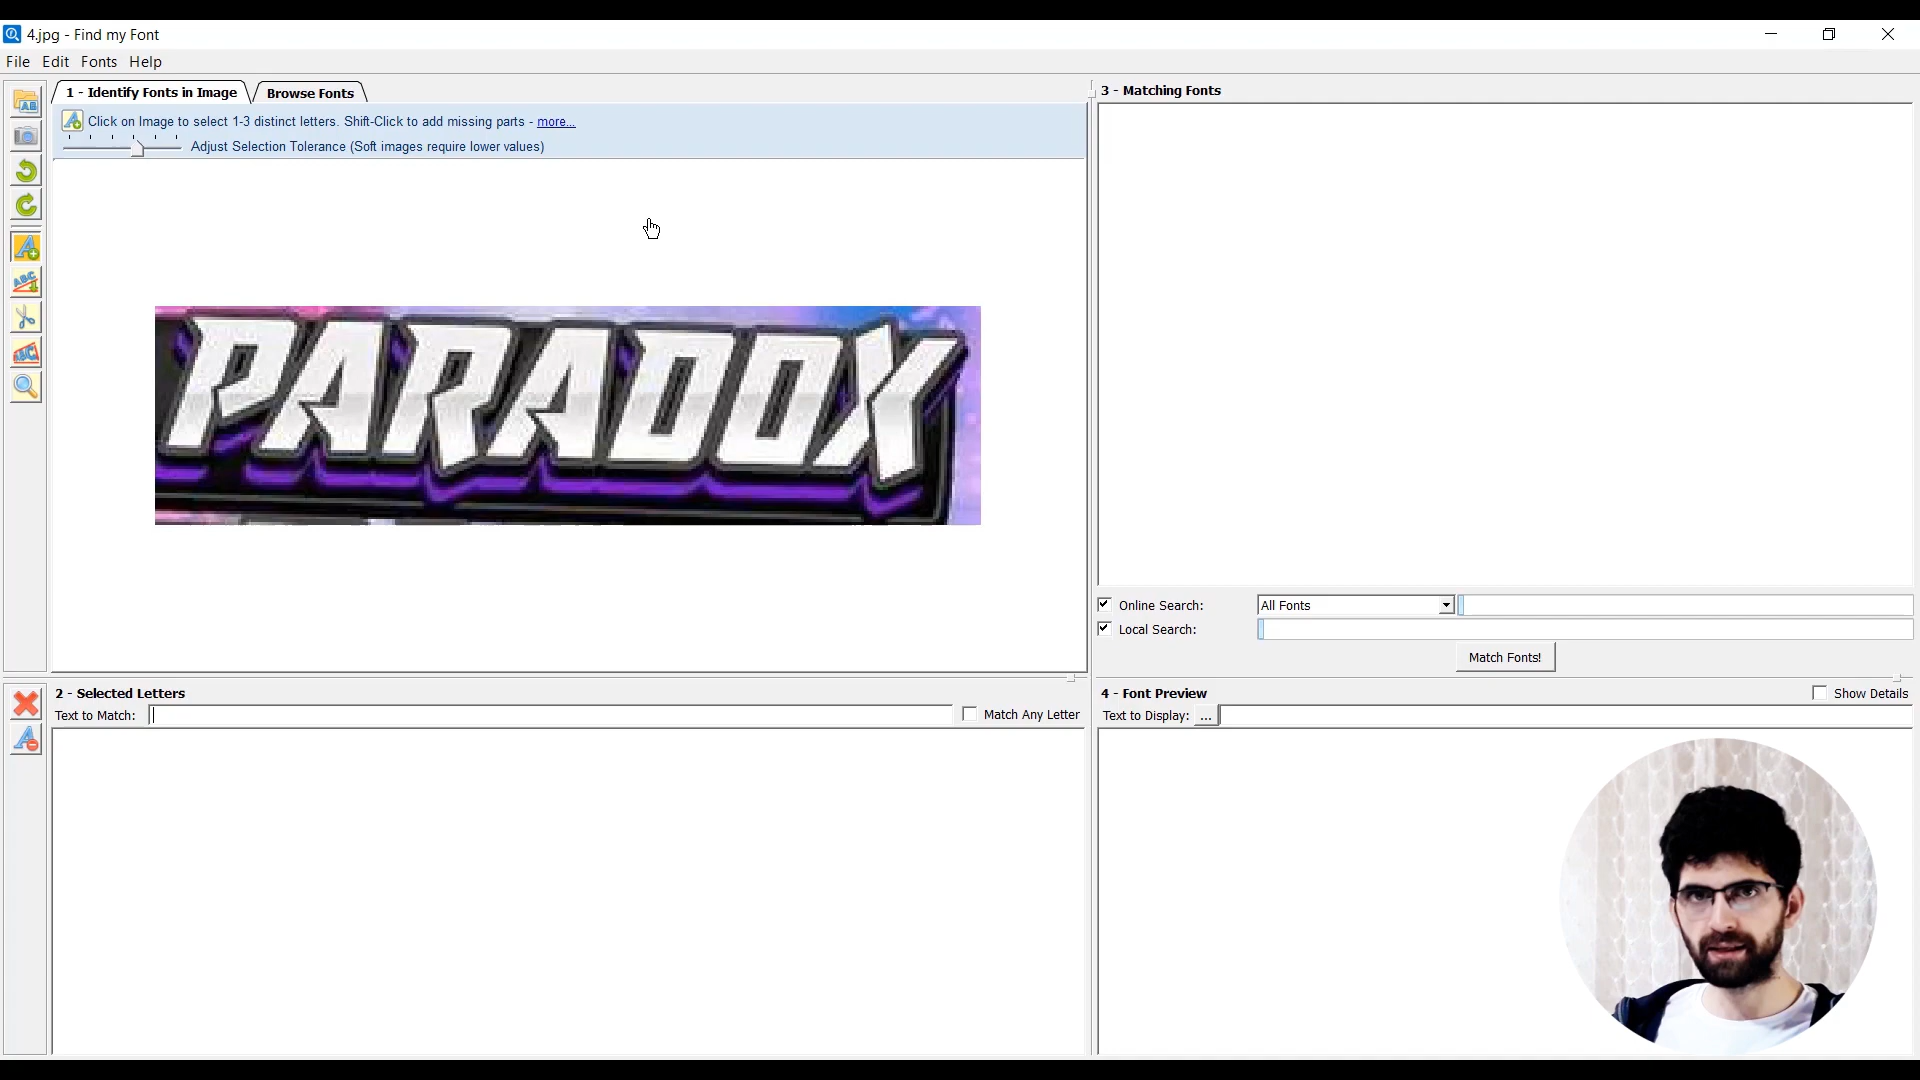 4.jpg - Find my Font
File Edit Fonts Help
1 - Identify Fonts in Image
Browse Fonts
Click on Image to select 1-3 distinct letters. Shift-Click to add missing parts - more...
Adjust Selection Tolerance (Soft images require lower values)
PARADOX
2 - Selected Letters
Text to Match:
Match Any Letter
3 - Matching Fonts
Online Search: All Fonts
Local Search:
Match Fonts!
4 - Font Preview
Show Details
Text to Display: ...